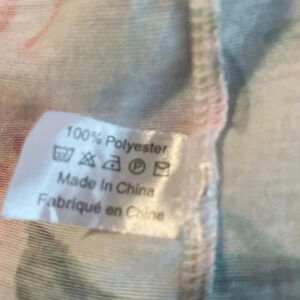 100% Polyester
Made In China
Fabriqué en Chine